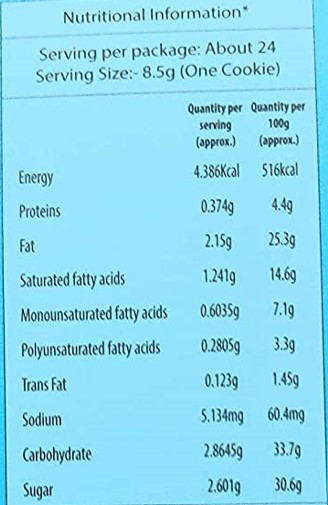 Nutritional Information*
Serving per package: About 24
Serving Size:- 8.5g (One Cookie)
Quantity per serving (approx.) Quantity per 100g (approx.)
Energy 4.386Kcal 516kcal
Proteins 0.374g 4.4g
Fat 2.15g 25.3g
Saturated fatty acids 1.241g 14.6g
Monounsaturated fatty acids 0.6035g 7.1g
Polyunsaturated fatty acids 0.2805g 3.3g
Trans Fat 0.123g 1.45g
Sodium 5.134mg 60.4mg
Carbohydrate 2.8645g 33.7g
Sugar 2.601g 30.6g